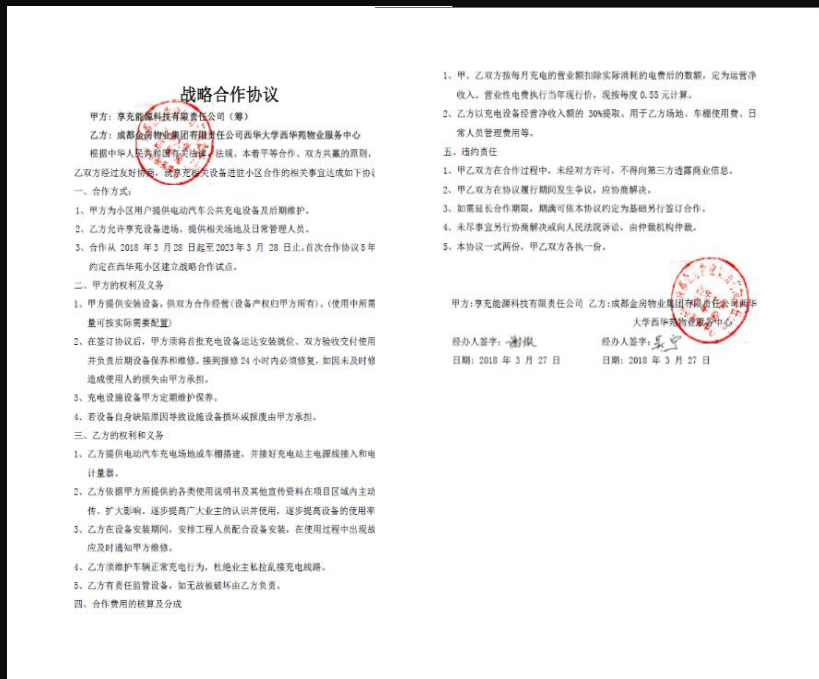 战略合作协议
甲方：享充能源科技有限责任公司（筹）
乙方：成都金房物业集团有限责任公司西华大学西华苑物业服务中心
根据中华人民共和国有关法律、法规。本着平等合作、双方共赢的原则，
乙双方经过友好协商，就享充相关设备进驻小区合作的相关事宜达成如下协议
一、合作方式：
1、甲方为小区用户提供电动汽车公共充电设备及后期维护。
2、乙方允许享充设备进场，提供相关场地及日常管理人员。
3、合作从 2018 年 3 月 28 日起至 2023 年 3 月 28 日止。首次合作协议 5 年
约定在西华苑小区建立战略合作试点。
二、甲方的权利及义务
1、甲方提供安装设备，供双方合作经营(设备产权归甲方所有)。(使用中所需
量可按实际需要配置)
2、在签订协议后，甲方须将首批充电设备运达安装就位、双方验收交付使用
并负责后期设备保养和维修。接到报修 24 小时内必须修复，如因未及时修
造成使用人的损失由甲方承担。
3、充电设施设备甲方定期维护保养。
4、若设备自身缺陷原因导致设施设备损坏或报废由甲方承担。
三、乙方的权利和义务
1、乙方提供电动汽车充电场地或车棚搭建，并接好充电站主电源线接入和电
计量器。
2、乙方依据甲方所提供的各类使用说明书及其他宣传资料在项目区域内主动
传、扩大影响。逐步提高广大业主的认识并使用，逐步提高设备的使用率
3、乙方在设备安装期间，安排工程人员配合设备安装，在使用过程中出现故
应及时通知甲方维修。
4、乙方须维护车辆正常充电行为，杜绝业主私拉乱接充电线路。
5、乙方有责任监管设备，如无故被破坏由乙方负责。
四、合作费用的核算及分成
1、甲、乙双方按每月充电的营业额扣除实际消耗的电费后的数额，定为运营净
收入。营业性电费执行当年现行价，现按每度 0.55 元计算。
2、乙方以充电设备经营净收入额的 30%提取。用于乙方场地、车棚使用费、日
常人员管理费用等。
五、违约责任
1、甲乙双方在合作过程中，未经对方许可，不得向第三方透露商业信息。
2、甲乙双方在协议履行期间发生争议，应协商解决。
3、如需延长合作期限，期满可依本协议约定为基础另行签订合作。
4、未尽事宜另行协商解决或向人民法院诉讼，由仲裁机构仲裁。
5、本协议一式两份，甲乙双方各执一份。
甲方：享充能源科技有限责任公司 乙方：成都金房物业集团有限责任公司西华
大学西华苑物业服务中心
经办人签字： 经办人签字：
日期：2018 年 3 月 27 日 日期：2018 年 3 月 27 日